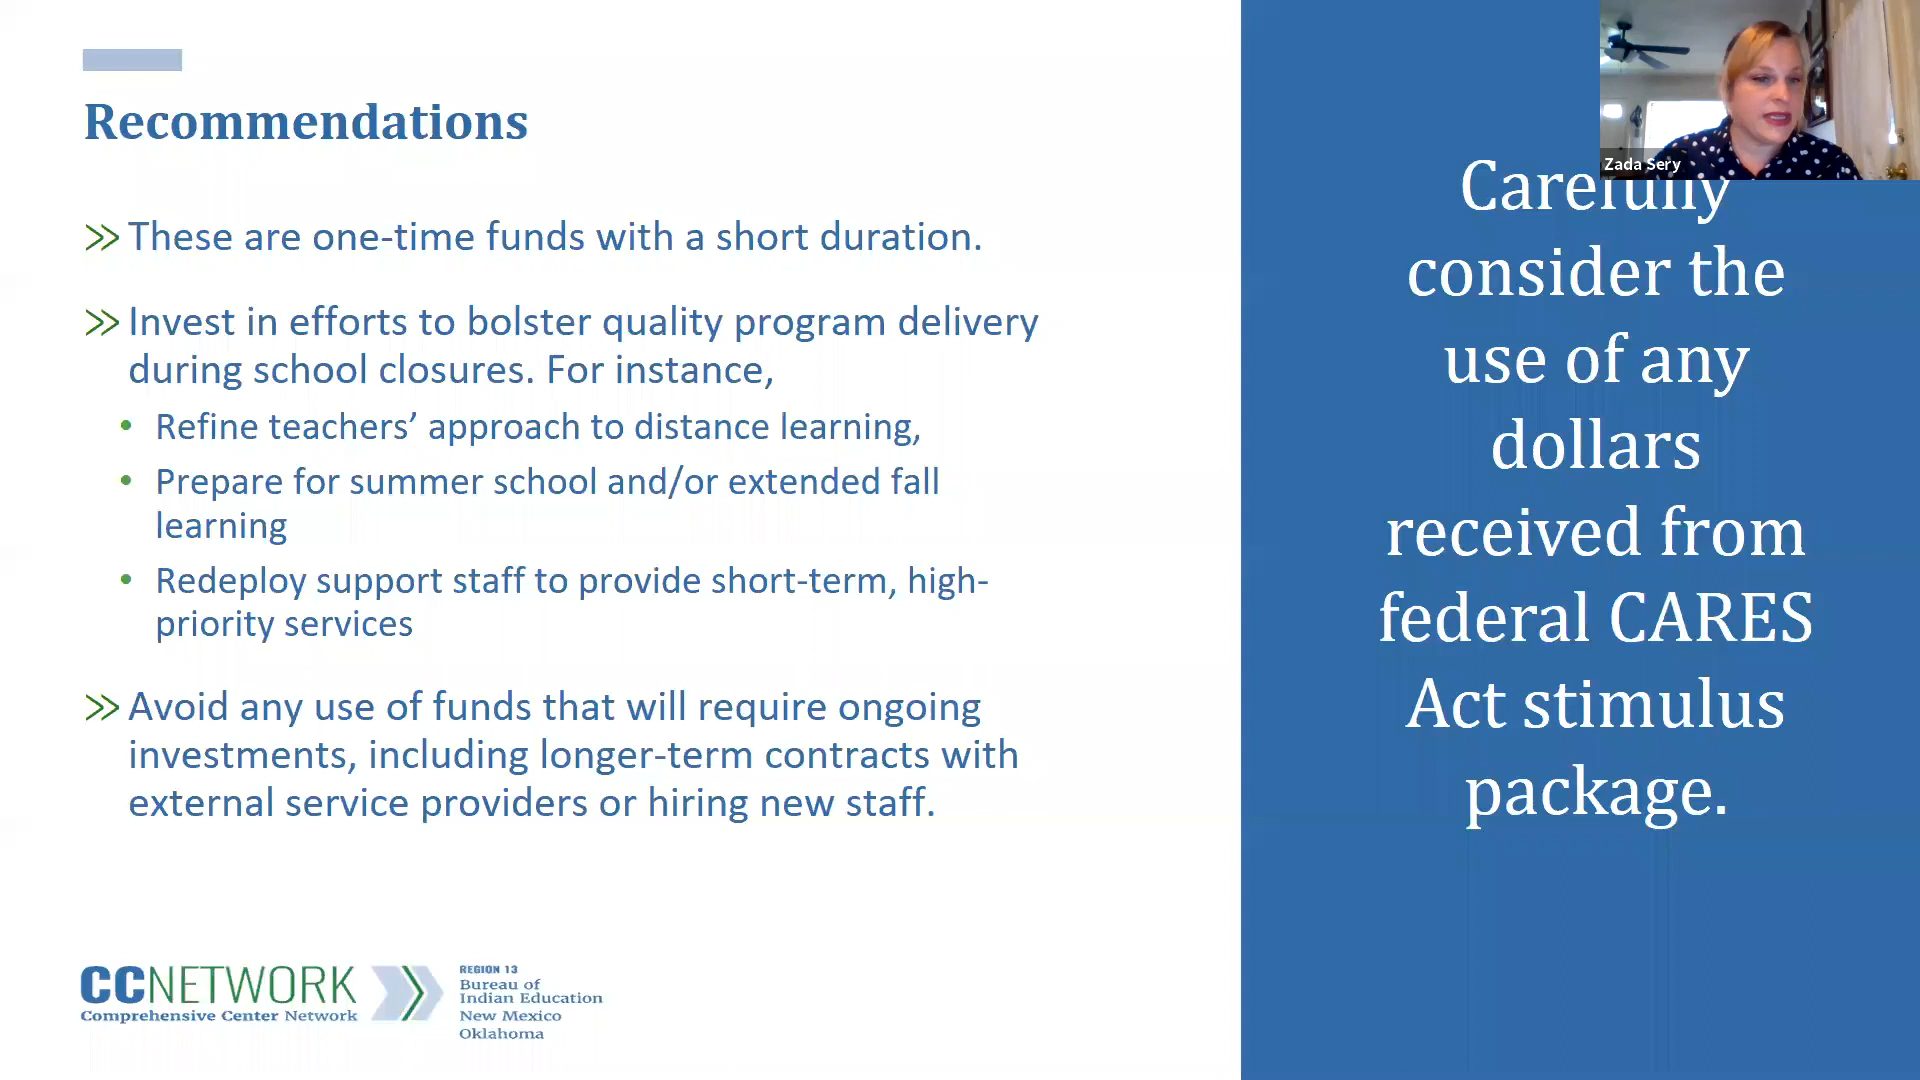 Recommendations
>> These are one-time funds with a short duration.
>> Invest in efforts to bolster quality program delivery
during school closures. For instance,
• Refine teachers’ approach to distance learning,
• Prepare for summer school and/or extended fall
learning
• Redeploy support staff to provide short-term, high-
priority services
>> Avoid any use of funds that will require ongoing
investments, including longer-term contracts with
external service providers or hiring new staff.
CCNETWORK
Comprehensive Center Network
REGION 13
Bureau of
Indian Education
New Mexico
Oklahoma
Zada Sery
Carefully
consider the
use of any
dollars
received from
federal CARES
Act stimulus
package.